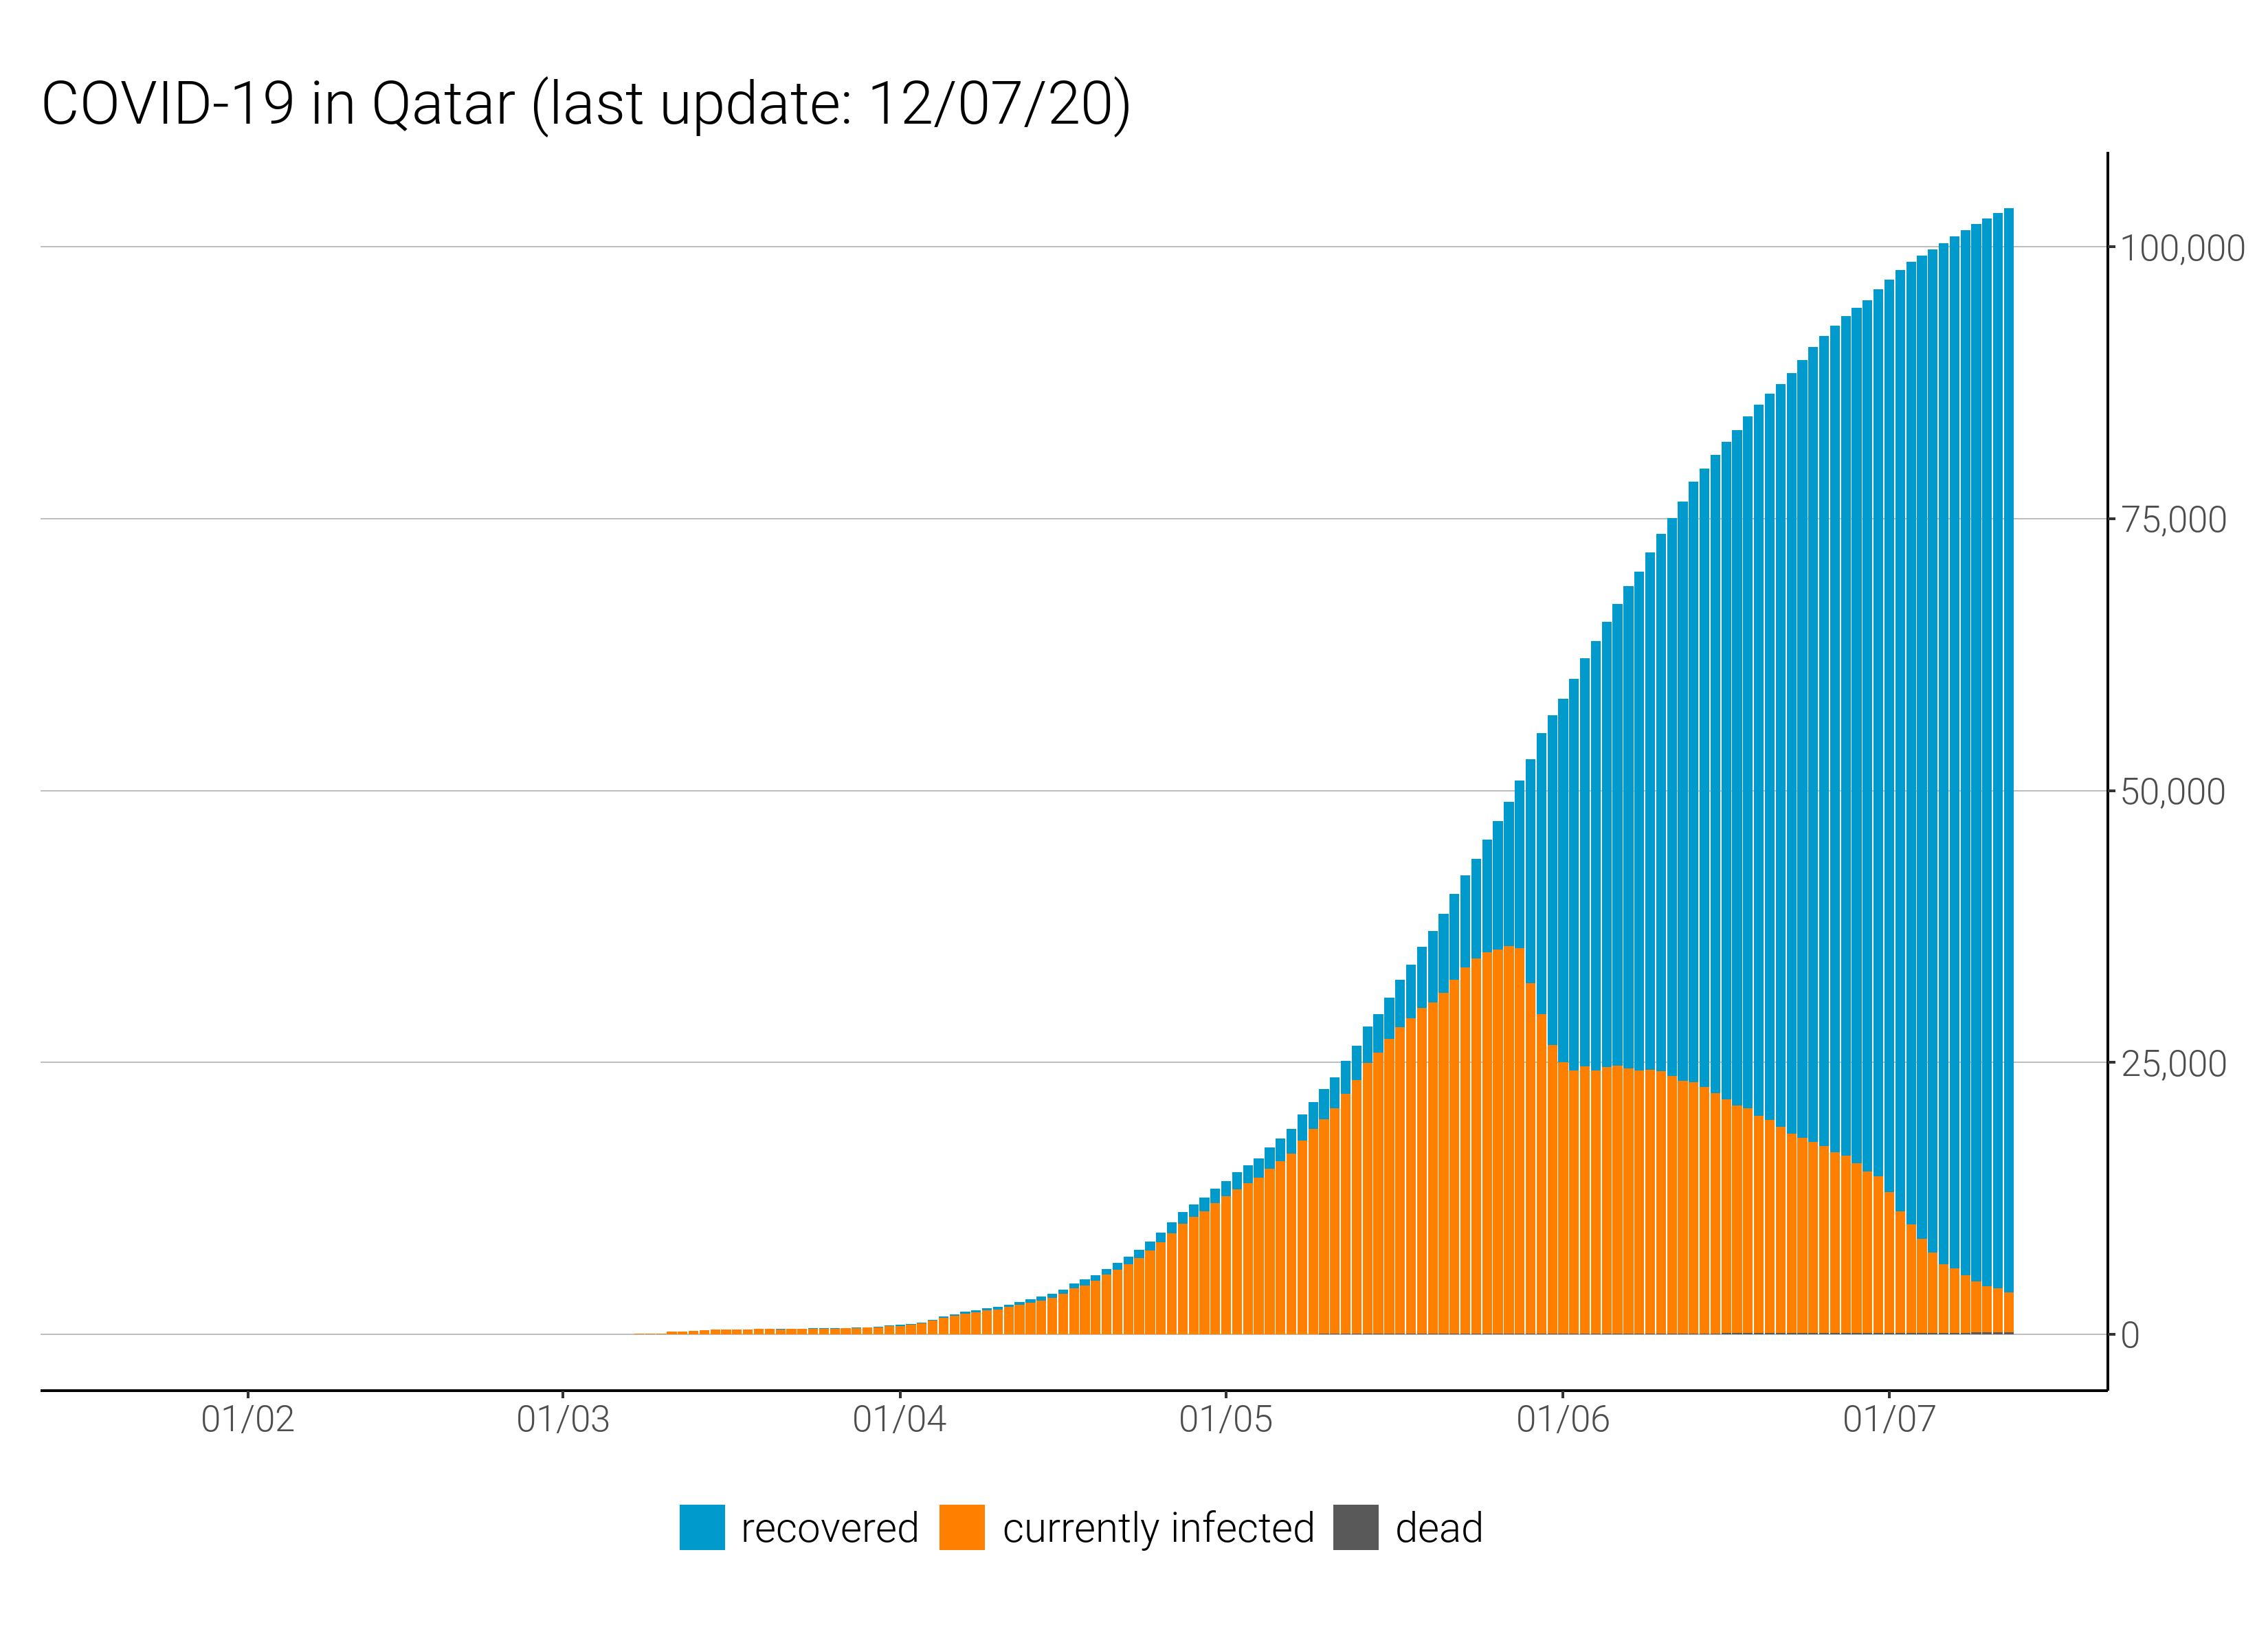 COVID-19 in Qatar (last update: 12/07/20)
100,000
75,000
50,000
25,000
0
01/02 01/03 01/04 01/05 01/06 01/07
recovered currently infected dead